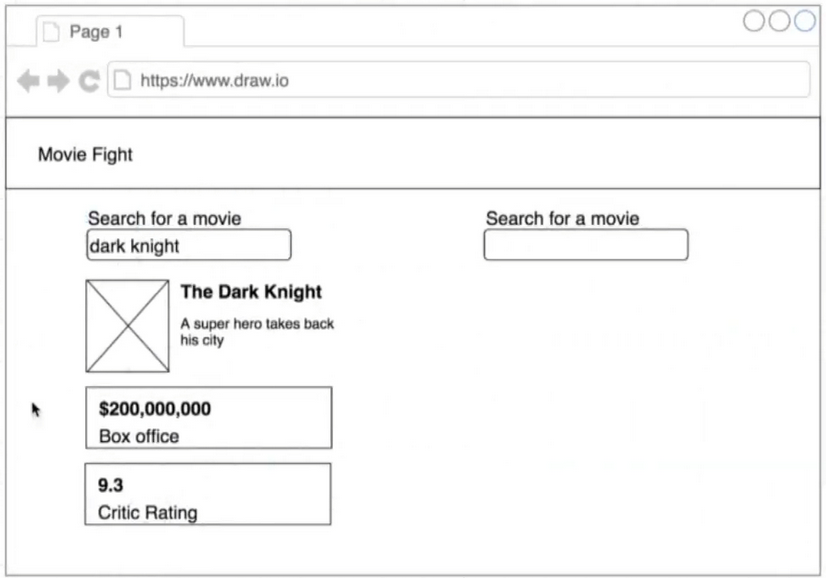 Page 1
https://www.draw.io
Movie Fight
Search for a movie
dark knight
The Dark Knight
A super hero takes back
his city
$200,000,000
Box office
9.3
Critic Rating
Search for a movie